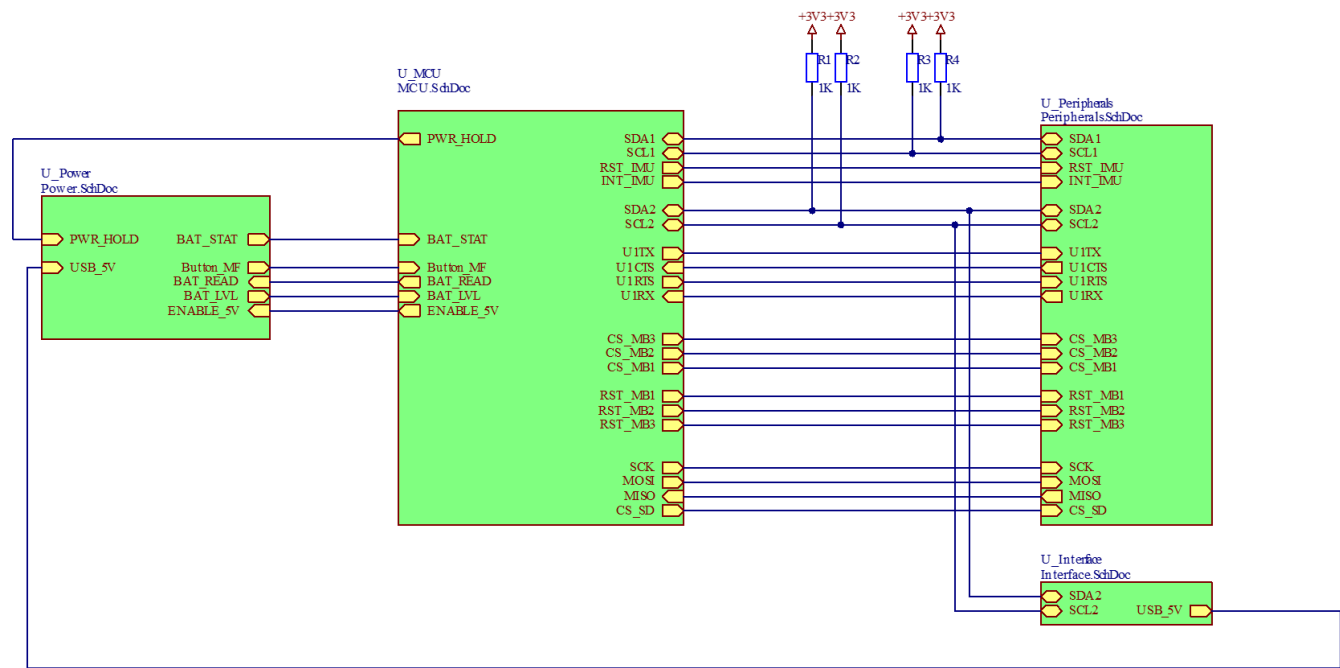 +3V3 +3V3 +3V3 +3V3
R1 R2 R3 R4
1K 1K 1K 1K
U_MCU
MCU.SchDoc
PWR_HOLD
BAT_STAT
Button_MF
BAT_READ
BAT_LVL
ENABLE_5V
SDA1
SCL1
RST_IMU
INT_IMU
SDA2
SCL2
U1TX
U1CTS
U1RTS
U1RX
CS_MB3
CS_MB2
CS_MB1
RST_MB1
RST_MB2
RST_MB3
SCK
MOSI
MISO
CS_SD
U_Peripherals
Peripherals.SchDoc
SDA1
SCL1
RST_IMU
INT_IMU
SDA2
SCL2
U1TX
U1CTS
U1RTS
U1RX
CS_MB3
CS_MB2
CS_MB1
RST_MB1
RST_MB2
RST_MB3
SCK
MOSI
MISO
CS_SD
U_Power
Power.SchDoc
PWR_HOLD
USB_5V
BAT_STAT
Button_MF
BAT_READ
BAT_LVL
ENABLE_5V
U_Interface
Interface.SchDoc
SDA2
SCL2
USB_5V